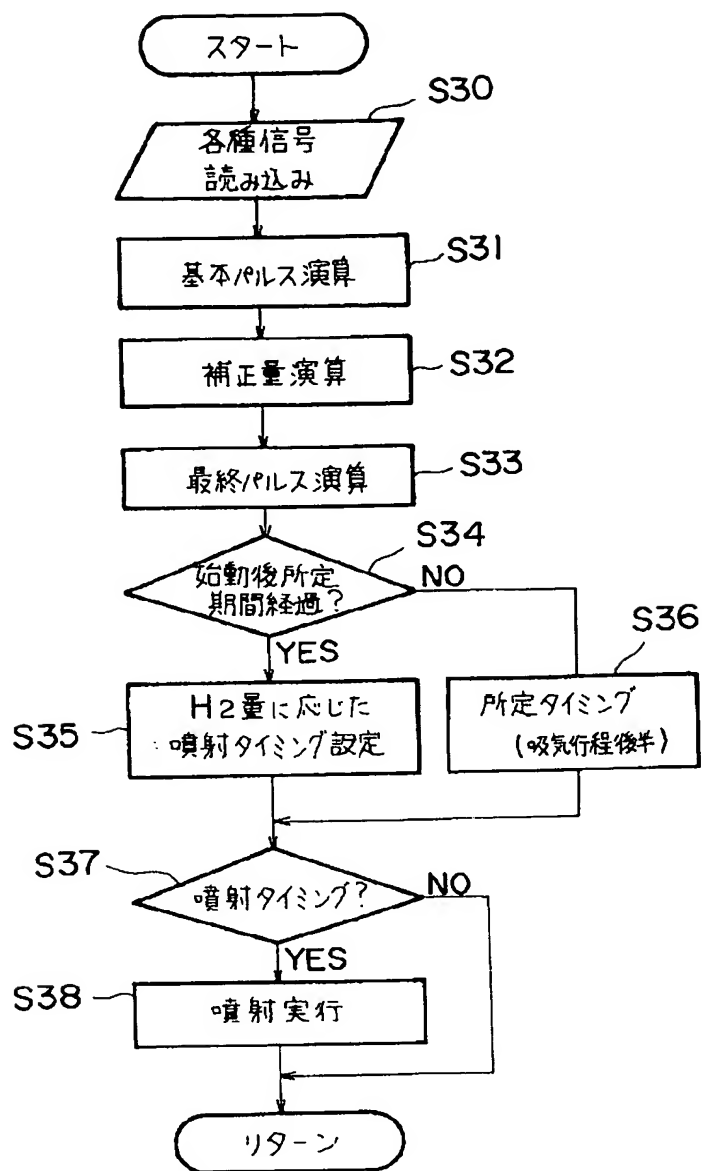 スタート
S30
各種信号
読み込み
S31
基本パルス演算
S32
補正量演算
S33
最終パルス演算
S34
始動後所定
期間経過?
NO
YES
S36
S35
H2量に応じた
噴射タイミング設定
所定タイミング
(吸気行程後半)
S37
噴射タイミング?
NO
YES
S38
噴射実行
リターン